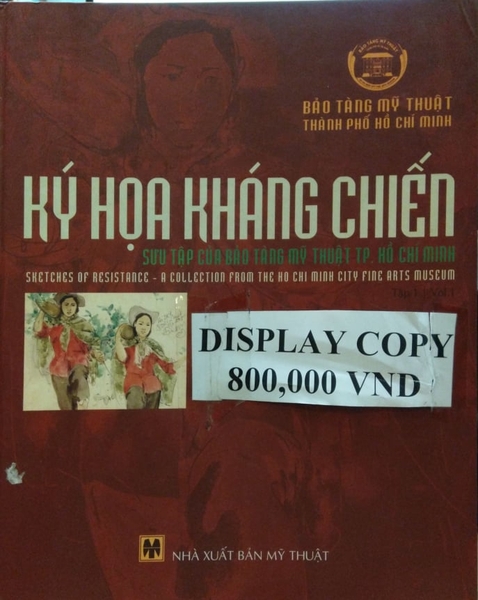 BẢO TÀNG MỸ THUẬT
THÀNH PHỐ HỒ CHÍ MINH
KÝ HỌA KHÁNG CHIẾN
SƯU TẬP CỦA BẢO TÀNG MỸ THUẬT TP. HỒ CHÍ MINH
SKETCHES OF RESISTANCE - A COLLECTION FROM THE HO CHI MINH CITY FINE ARTS MUSEUM
DISPLAY COPY
800,000 VND
NHÀ XUẤT BẢN MỸ THUẬT